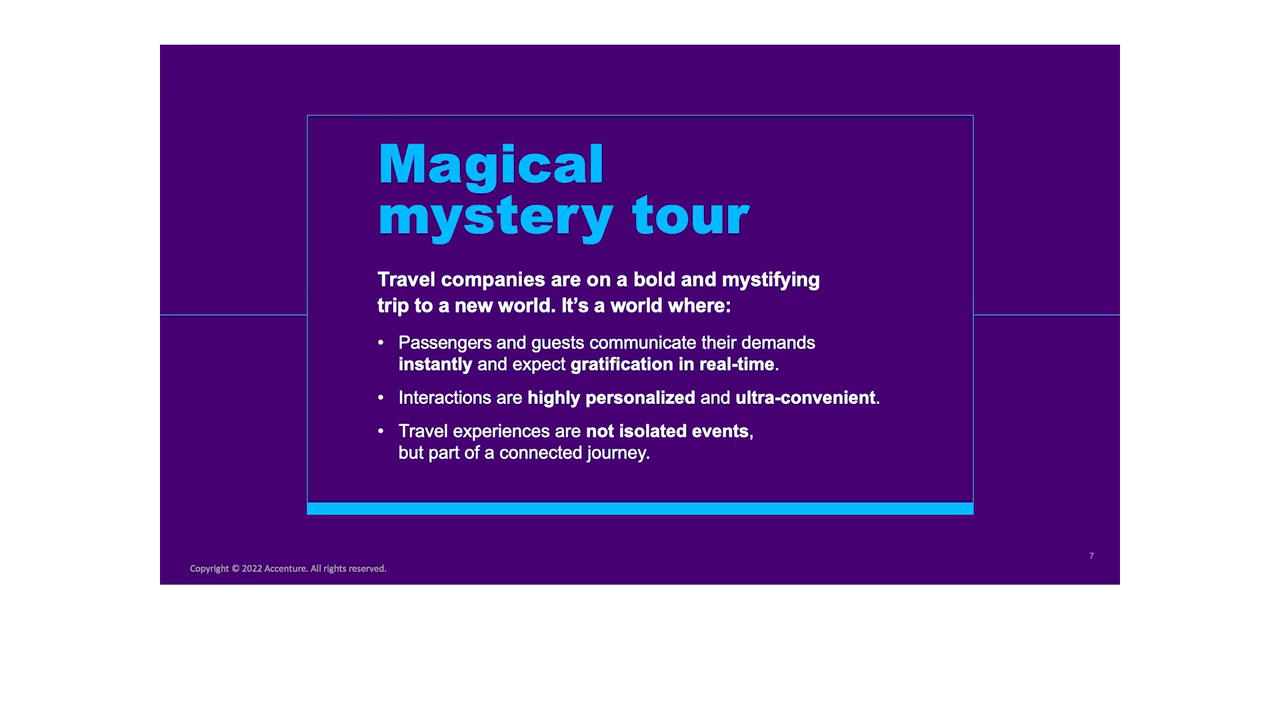 Magical
mystery tour
Travel companies are on a bold and mystifying
trip to a new world. It’s a world where:
• Passengers and guests communicate their demands
instantly and expect gratification in real-time.
• Interactions are highly personalized and ultra-convenient.
• Travel experiences are not isolated events,
but part of a connected journey.
7
Copyright © 2022 Accenture. All rights reserved.